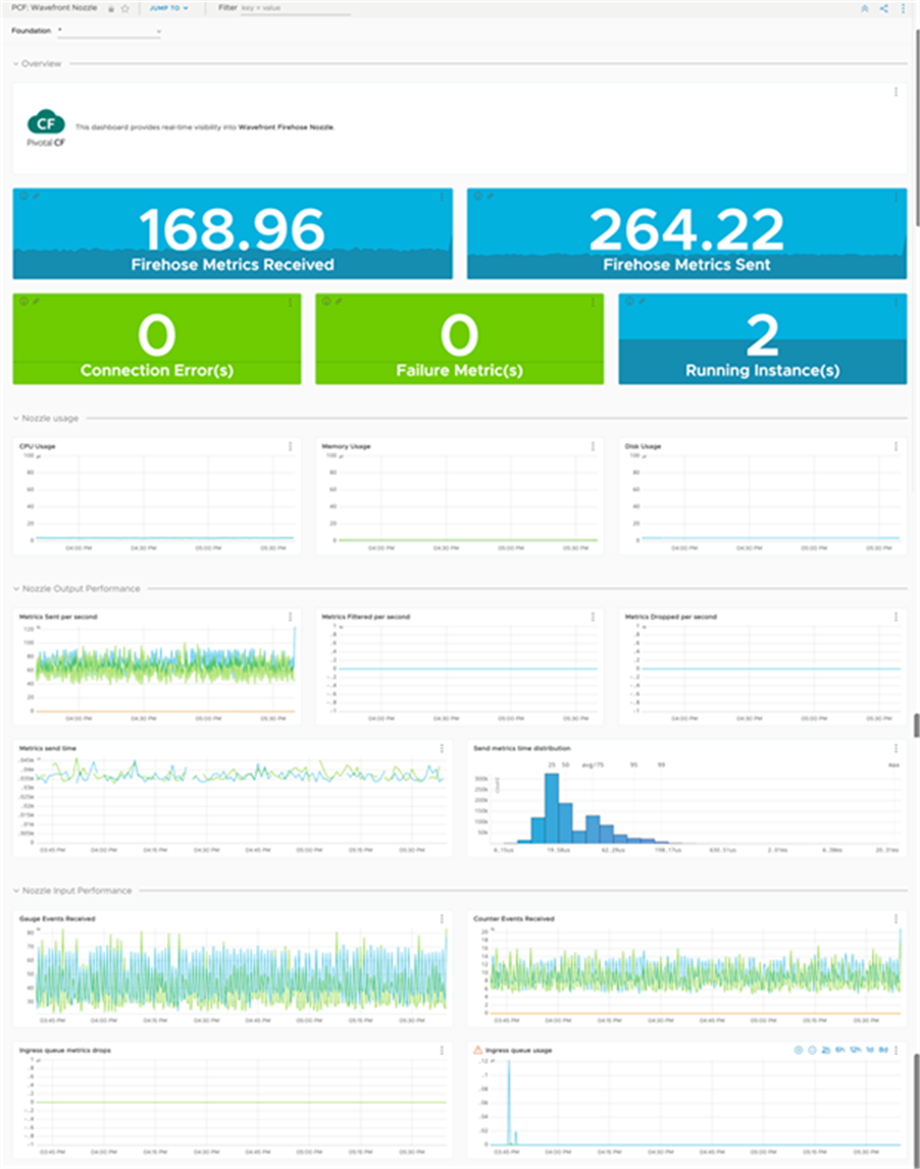 PCF: Wavefront Nozzle JUMP TO Filter key = value
Foundation *
Overview
CF
Pivotal CF
This dashboard provides real-time visibility into Wavefront Firehose Nozzle.
168.96
Firehose Metrics Received
264.22
Firehose Metrics Sent
0
Connection Error(s)
0
Failure Metric(s)
2
Running Instance(s)
Nozzle usage
CPU Usage
100
80
60
40
20
0
04:00 PM 04:30 PM 05:00 PM 05:30 PM
Memory Usage
100
80
60
40
20
0
04:00 PM 04:30 PM 05:00 PM 05:30 PM
Disk Usage
100
80
60
40
20
0
04:00 PM 04:30 PM 05:00 PM 05:30 PM
Nozzle Output Performance
Metrics Sent per second
120
100
80
60
40
20
0
04:00 PM 04:30 PM 05:00 PM 05:30 PM
Metrics Filtered per second
1
.8
.6
.4
.2
0
-.2
-.4
-.6
-.8
-1
04:00 PM 04:30 PM 05:00 PM 05:30 PM
Metrics Dropped per second
1
.8
.6
.4
.2
0
-.2
-.4
-.6
-.8
-1
04:00 PM 04:30 PM 05:00 PM 05:30 PM
Metrics send time
0
03:45 PM 04:00 PM 04:15 PM 04:30 PM 04:45 PM 05:00 PM 05:15 PM 05:30 PM
Send metrics time distribution
25 50 avg/75 95 99 max
Count
300k
250k
200k
150k
100k
50k
6.15us 19.58us 62.29us 198.17us
Nozzle Input Performance
Gauge Events Received
80
70
60
50
40
30
03:45 PM 04:00 PM 04:15 PM 04:30 PM 04:45 PM 05:00 PM 05:15 PM 05:30 PM
Counter Events Received
20
18
16
14
12
10
8
6
4
2
0
03:45 PM 04:00 PM 04:15 PM 04:30 PM 04:45 PM 05:00 PM 05:15 PM 05:30 PM
Ingress queue metrics drops
1
.8
.6
.4
.2
0
-.2
-.4
-.6
-.8
-1
03:45 PM 04:00 PM 04:15 PM 04:30 PM 04:45 PM 05:00 PM 05:15 PM 05:30 PM
Ingress queue usage 2h 6h 12h 1d 8d
.12
.1
.08
.06
.04
.02
0
03:45 PM 04:00 PM 04:15 PM 04:30 PM 04:45 PM 05:00 PM 05:15 PM 05:30 PM